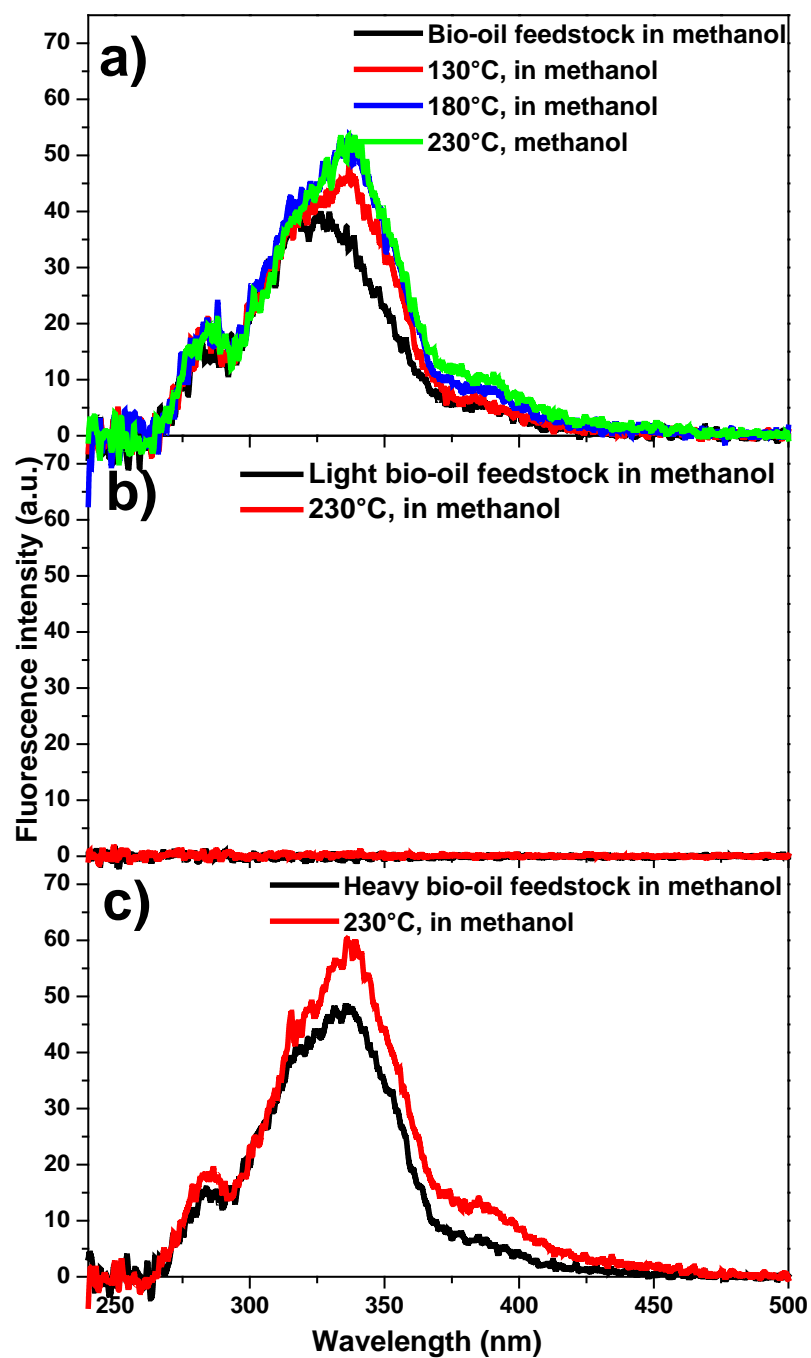 a)
Bio-oil feedstock in methanol
130°C, in methanol
180°C, in methanol
230°C, methanol
70
60
50
40
30
20
10
0
b)
Light bio-oil feedstock in methanol
230°C, in methanol
70
60
50
40
30
20
10
0
Fluorescence intensity (a.u.)
c)
Heavy bio-oil feedstock in methanol
230°C, in methanol
70
60
50
40
30
20
10
0
250 300 350 400 450 500
Wavelength (nm)